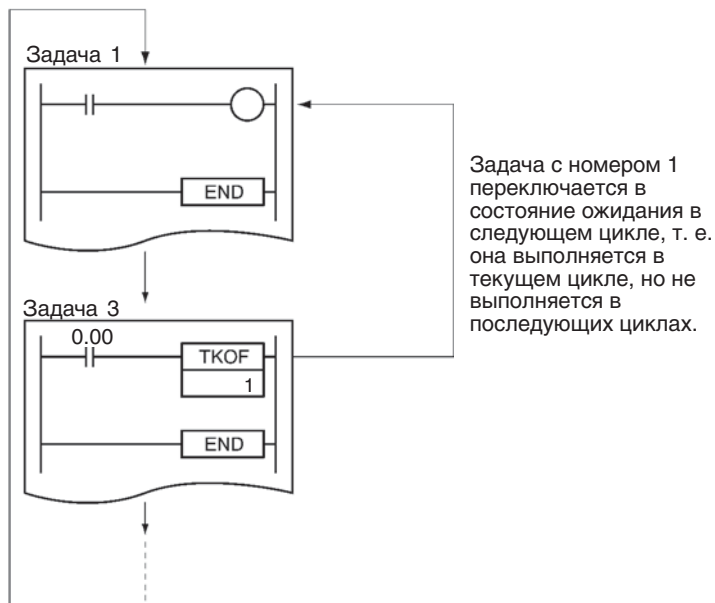 Задача 1
END
Задача с номером 1
переключается в
состояние ожидания в
следующем цикле, т. е.
она выполняется в
текущем цикле, но не
выполняется в
последующих циклах.
Задача 3
0.00
TKOF
1
END